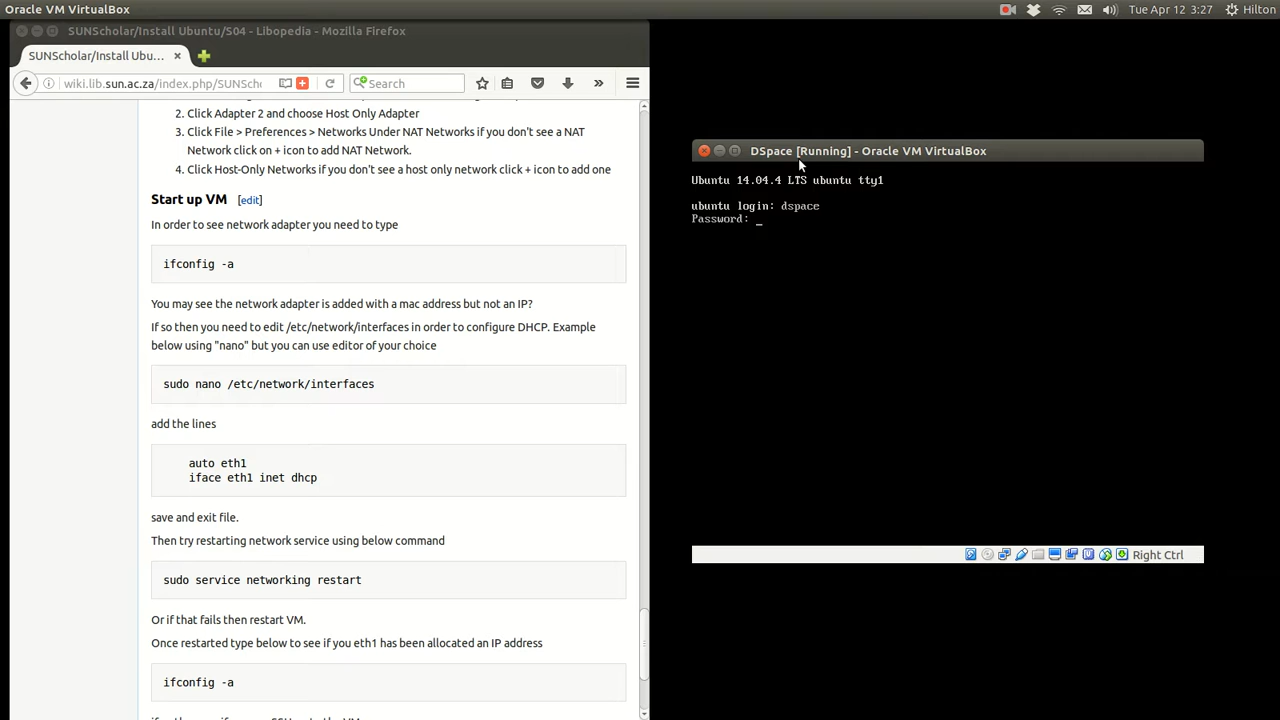 Oracle VM VirtualBox
Tue Apr 12 3:27
Hilton
SUNScholar/Install Ubuntu/S04 - Libopedia - Mozilla Firefox
SUNScholar/Install Ubu...
wiki.lib.sun.ac.za/index.php/SUNSch
Search
2. Click Adapter 2 and choose Host Only Adapter
3. Click File > Preferences > Networks Under NAT Networks if you don't see a NAT
Network click on + icon to add NAT Network.
4. Click Host-Only Networks if you don't see a host only network click + icon to add one
Start up VM [edit]
In order to see network adapter you need to type
ifconfig -a
You may see the network adapter is added with a mac address but not an IP?
If so then you need to edit /etc/network/interfaces in order to configure DHCP. Example
below using "nano" but you can use editor of your choice
sudo nano /etc/network/interfaces
add the lines
auto eth1
iface eth1 inet dhcp
save and exit file.
Then try restarting network service using below command
sudo service networking restart
Or if that fails then restart VM.
Once restarted type below to see if you eth1 has been allocated an IP address
ifconfig -a
DSpace [Running] - Oracle VM VirtualBox
Ubuntu 14.04.4 LTS ubuntu tty1
ubuntu login: dspace
Password: _
Right Ctrl